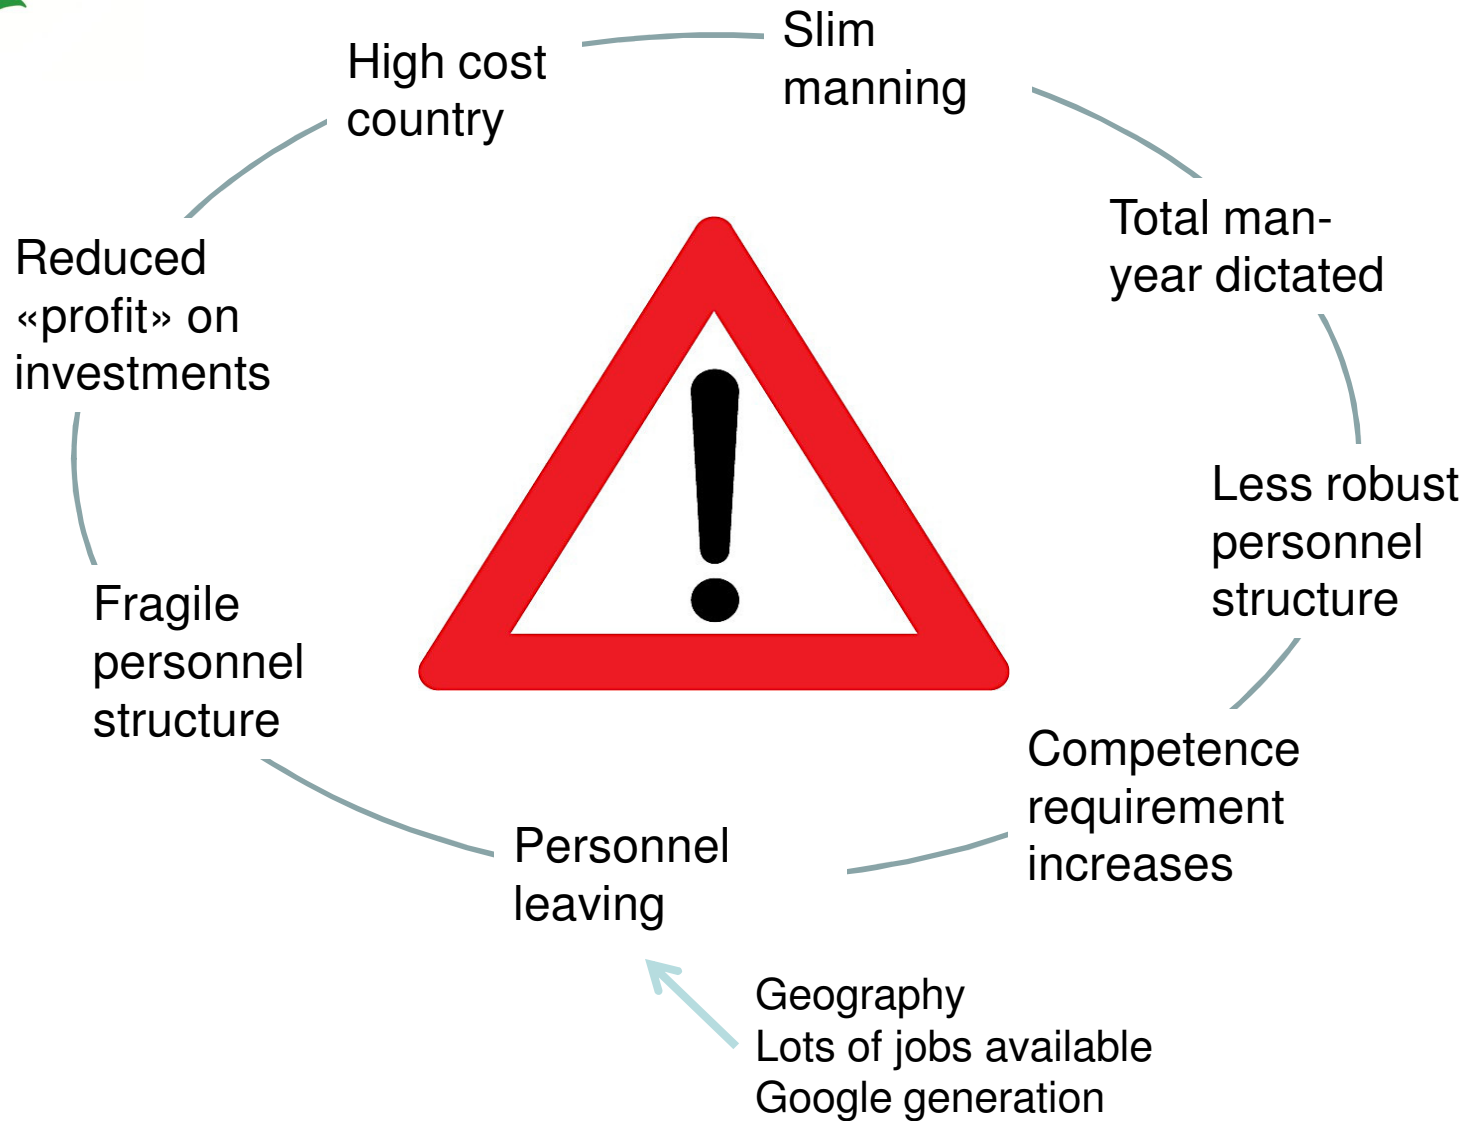 High cost
country
Slim
manning
Total man-
year dictated
Less robust
personnel
structure
Competence
requirement
increases
Personnel
leaving
Geography
Lots of jobs available
Google generation
Fragile
personnel
structure
Reduced
«profit» on
investments